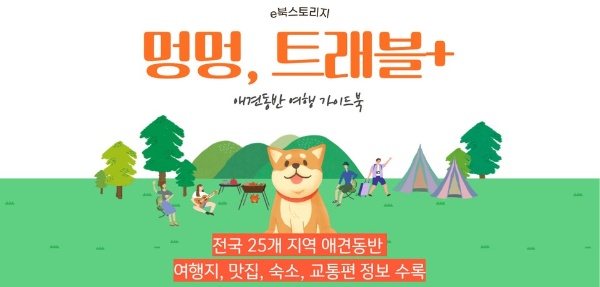 e북스토리지
멍멍, 트래블+
애견동반 여행 가이드북
전국 25개 지역 애견동반
여행지, 맛집, 숙소, 교통편 정보 수록